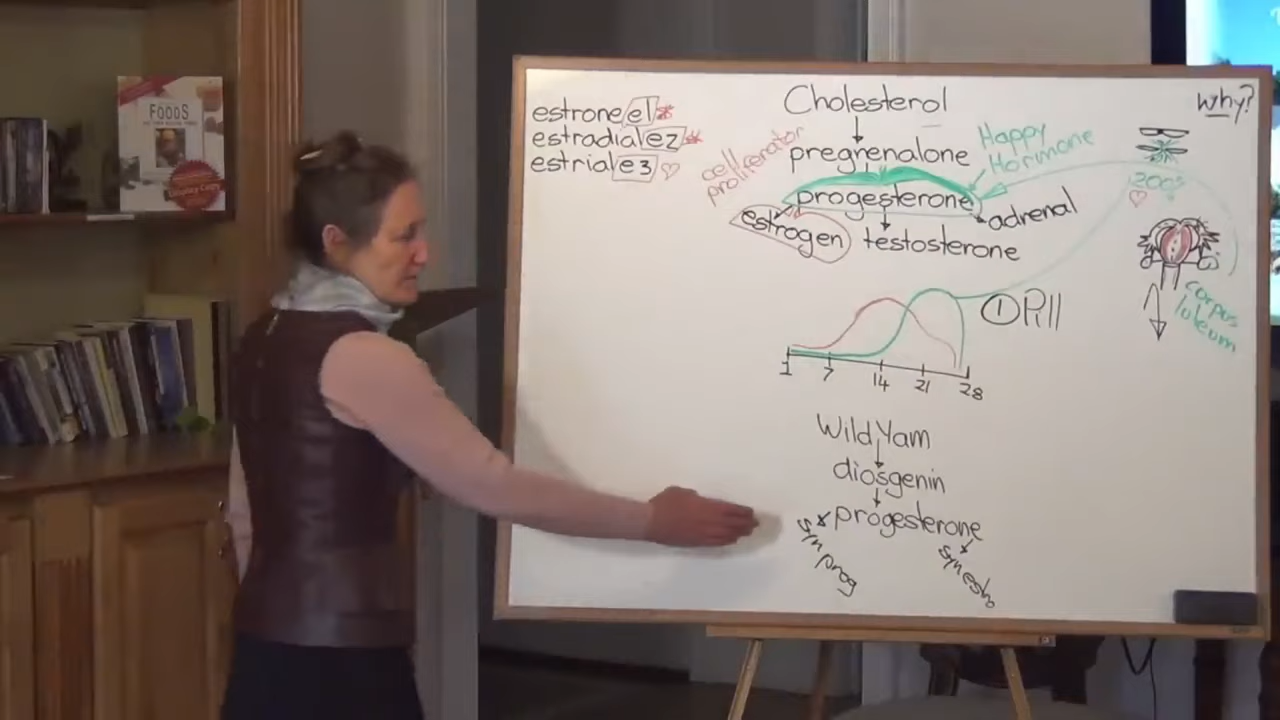 FOODS
estrone e1
estradial e2
estrial e3
Cholesterol
pregnenalone
progesterone
estrogen
testosterone
adrenal
cell
proliferator
Happy
Hormone
why?
200
corpus
luteum
1 Pill
1 7 14 21 28
Wild Yam
diosgenin
progesterone
syn prog
syn estro